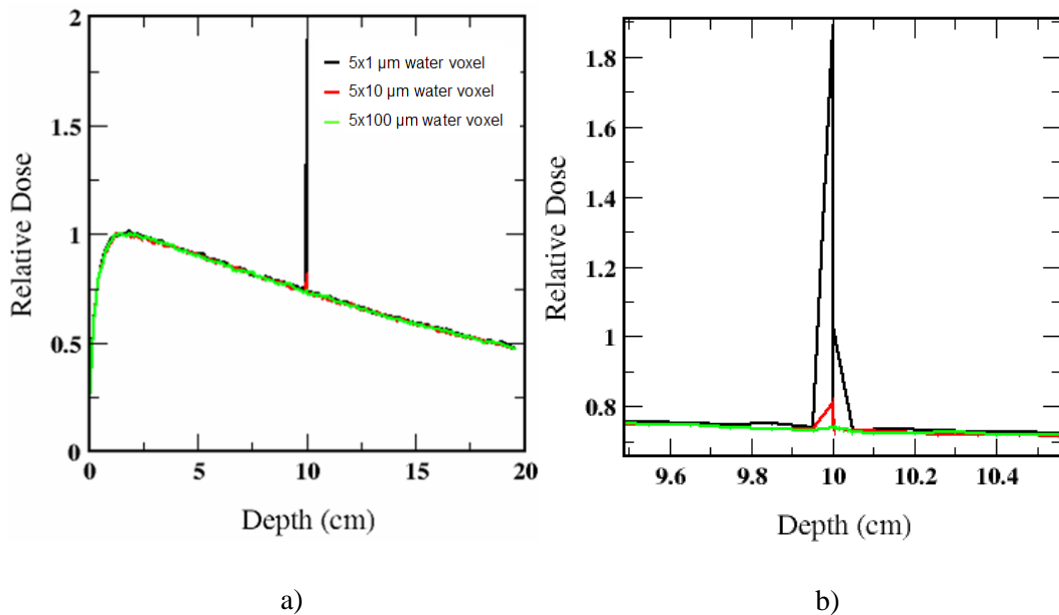 2
1.5
1
0.5
0
0
5
10
15
20
Relative Dose
Depth (cm)
5x1 µm water voxel
5x10 µm water voxel
5x100 µm water voxel
a)
1.8
1.6
1.4
1.2
1
0.8
9.6
9.8
10
10.2
10.4
Relative Dose
Depth (cm)
b)